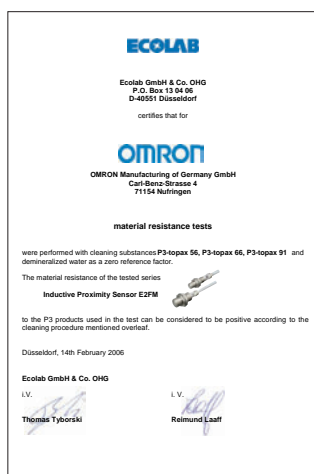 ECOLAB
Ecolab GmbH & Co. OHG
P.O. Box 13 04 06
D-40551 Düsseldorf
certifies that for
OMRON
OMRON Manufacturing of Germany GmbH
Carl-Benz-Strasse 4
71154 Nufringen
material resistance tests
were performed with cleaning substances P3-topax 56, P3-topax 66, P3-topax 91 and
demineralized water as a zero reference factor.
The material resistance of the tested series
Inductive Proximity Sensor E2FM
to the P3 products used in the test can be considered to be positive according to the
cleaning procedure mentioned overleaf.
Düsseldorf, 14th February 2006
Ecolab GmbH & Co. OHG
i.V. i. V.
Thomas Tyborski Reimund Laaff